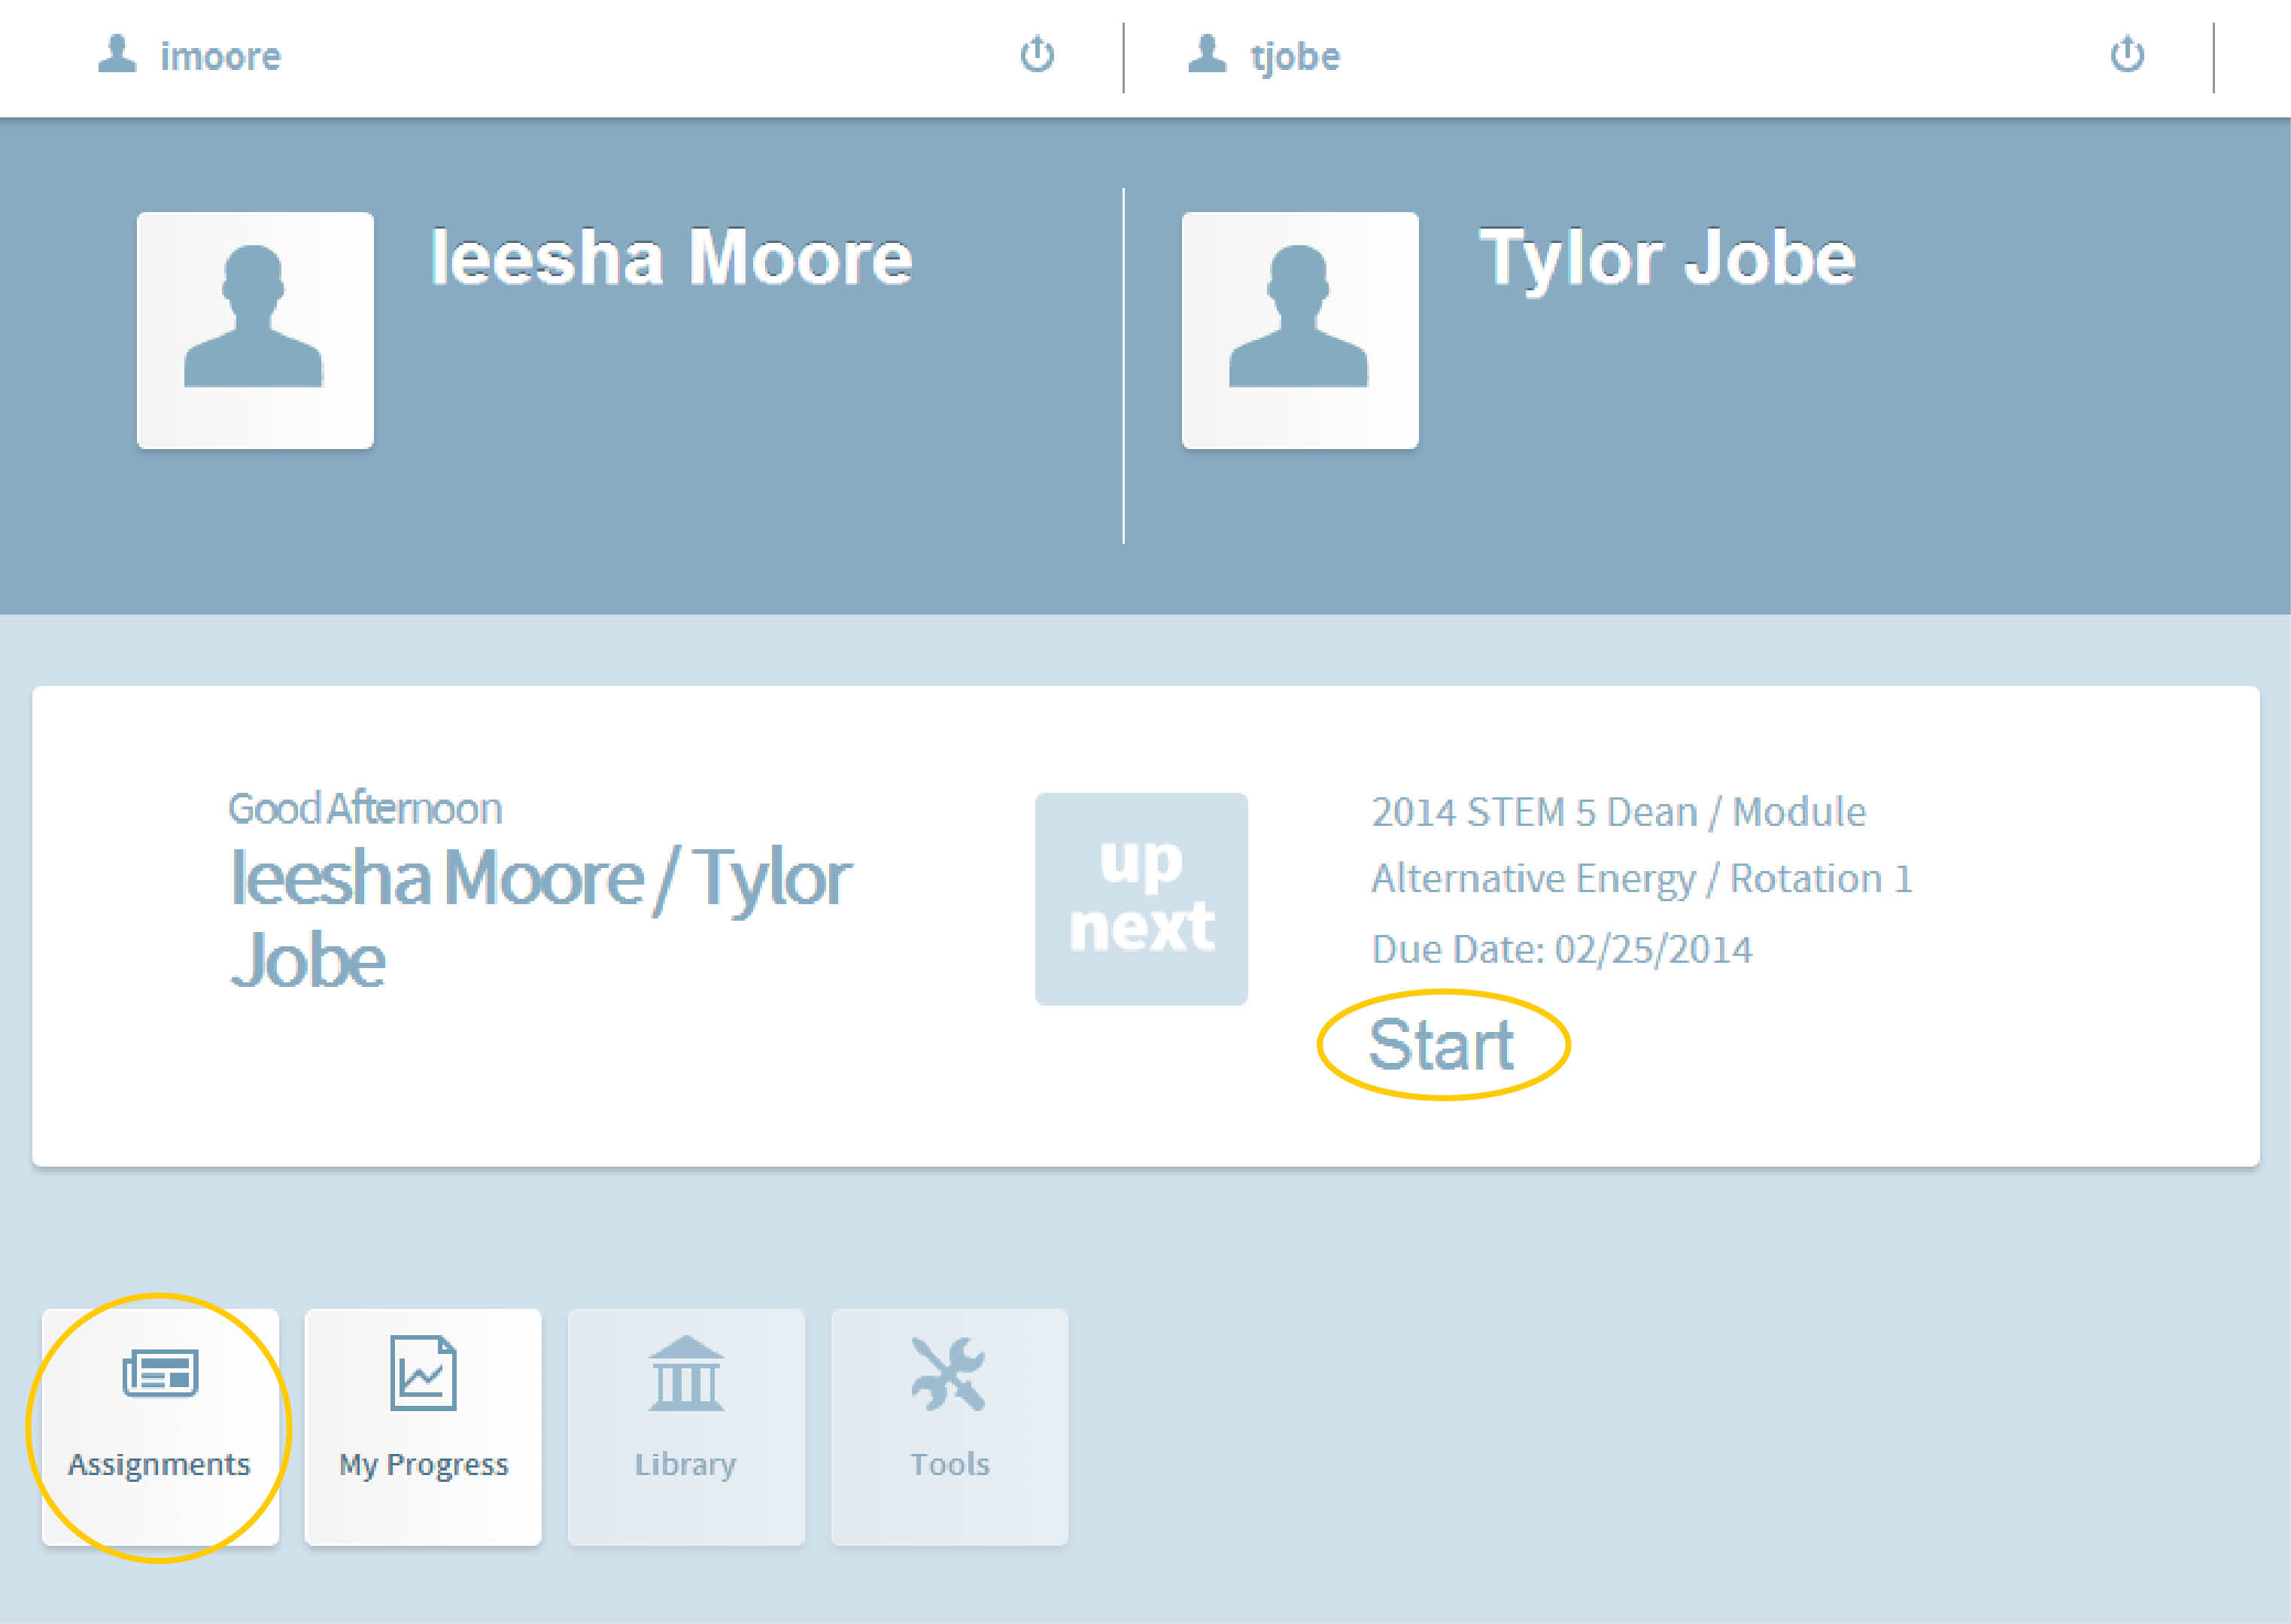 imoore
tjobe
Ieesha Moore
Tylor Jobe
Good Afternoon
Ieesha Moore / Tylor
Jobe
up
next
2014 STEM 5 Dean / Module
Alternative Energy / Rotation 1
Due Date: 02/25/2014
Start
Assignments
My Progress
Library
Tools